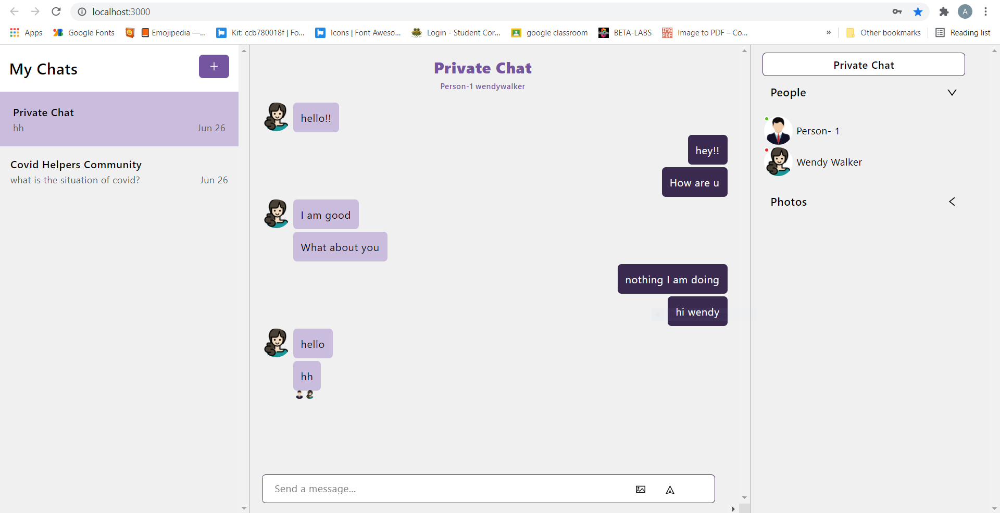 localhost:3000
A
Apps
Google Fonts
Emojipedia —...
Kit: ccb780018f | Fo...
Icons | Font Aweso...
Login - Student Cor...
google classroom
BETA-LABS
IMG
PDF
Image to PDF – Co...
»
Other bookmarks
Reading list
My Chats
+
Private Chat
hh
Jun 26
Covid Helpers Community
what is the situation of covid?
Jun 26
Private Chat
Person-1 wendywalker
hello!!
hey!!
How are u
I am good
What about you
nothing I am doing
hi wendy
hello
hh
Send a message...
Private Chat
People
Person- 1
Wendy Walker
Photos